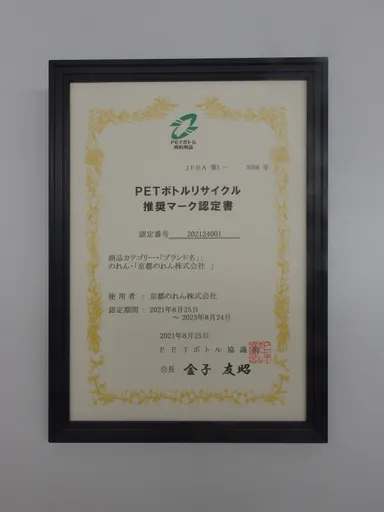 PETボトル
再利用品
JPBA 第1－ 号
PETボトルリサイクル
推奨マーク認定書
認定番号 202124001
商品カテゴリー・「ブランド名」:
のれん・「京都のれん株式会社 」
使用者 : 京都のれん株式会社
認定期間 : 2021年8月25日
～ 2023年8月24日
2021年8月25日
PETボトル協議会
会長 金子 友昭